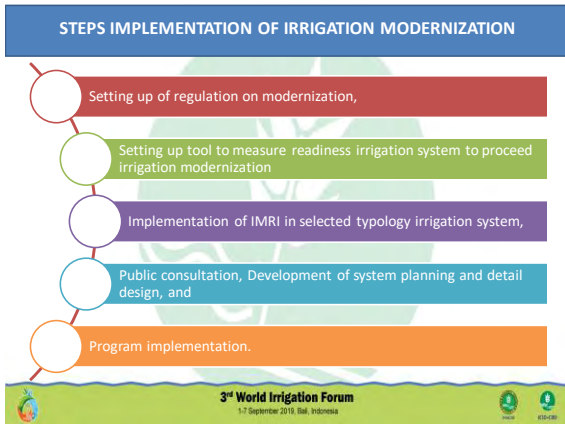 STEPS IMPLEMENTATION OF IRRIGATION MODERNIZATION
Setting up of regulation on modernization,
Setting up tool to measure readiness irrigation system to proceed
irrigation modernization
Implementation of IMRI in selected typology irrigation system,
Public consultation, Development of system planning and detail
design, and
Program implementation.
3rd World Irrigation Forum
1-7 September 2019, Bali, Indonesia